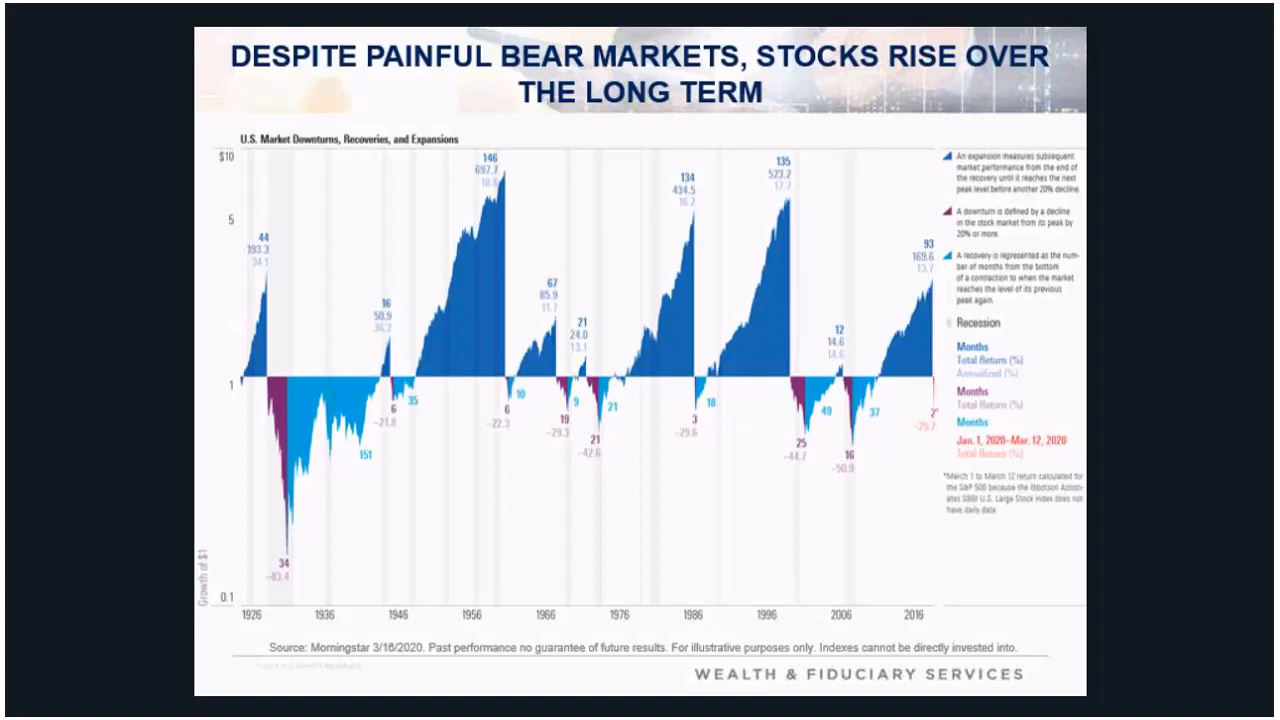 DESPITE PAINFUL BEAR MARKETS, STOCKS RISE OVER
THE LONG TERM
U.S. Market Downturns, Recoveries, and Expansions
$10
5
1
0.1
Growth of $1
44
193.3
34.1
16
50.9
36.2
146
697.7
18.6
67
85.9
11.7
21
24.0
13.1
134
434.5
16.2
135
523.2
17.7
12
14.6
14.6
93
169.6
13.7
34
-83.4
151
6
-21.8
35
6
-22.3
10
19
-29.3
9
21
-42.6
21
3
-29.6
18
25
-44.7
49
16
-50.9
37
2*
-25.7
1926
1936
1946
1956
1966
1976
1986
1996
2006
2016
An expansion measures subsequent
market performance from the end of
the recovery until it reaches the next
peak level before another 20% decline.
A downturn is defined by a decline
in the stock market from its peak by
20% or more.
A recovery is represented as the num-
ber of months from the bottom
of a contraction to when the market
reaches the level of its previous
peak again.
Recession
Months
Total Return (%)
Annualized (%)
Months
Total Return (%)
Months
Jan. 1, 2020–Mar. 12, 2020
Total Return (%)
*March 1 to March 12 return calculated for
the S&P 500 because the Ibbotson Associ-
ates SBBI U.S. Large Stock index does not
have daily data
Source: Morningstar 3/16/2020. Past performance no guarantee of future results. For illustrative purposes only. Indexes cannot be directly invested into.
WEALTH & FIDUCIARY SERVICES